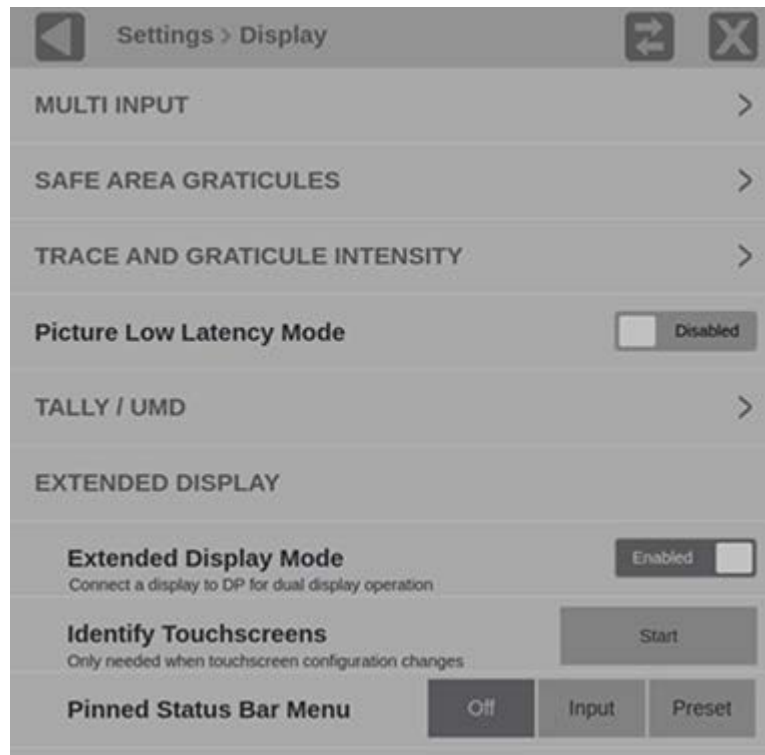 Settings > Display
MULTI INPUT
SAFE AREA GRATICULES
TRACE AND GRATICULE INTENSITY
Picture Low Latency Mode
Disabled
TALLY / UMD
EXTENDED DISPLAY
Extended Display Mode
Enabled
Connect a display to DP for dual display operation
Identify Touchscreens
Start
Only needed when touchscreen configuration changes
Pinned Status Bar Menu
Off
Input
Preset